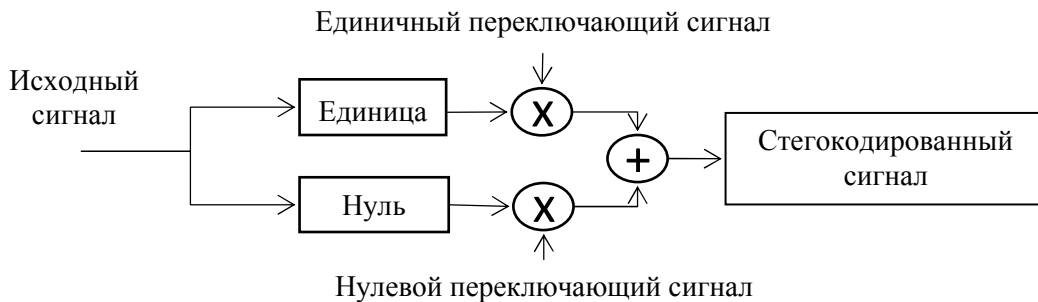 Единичный переключающий сигнал
Исходный
сигнал
Единица
X
+
Стегокодированный
сигнал
Нуль
X
Нулевой переключающий сигнал